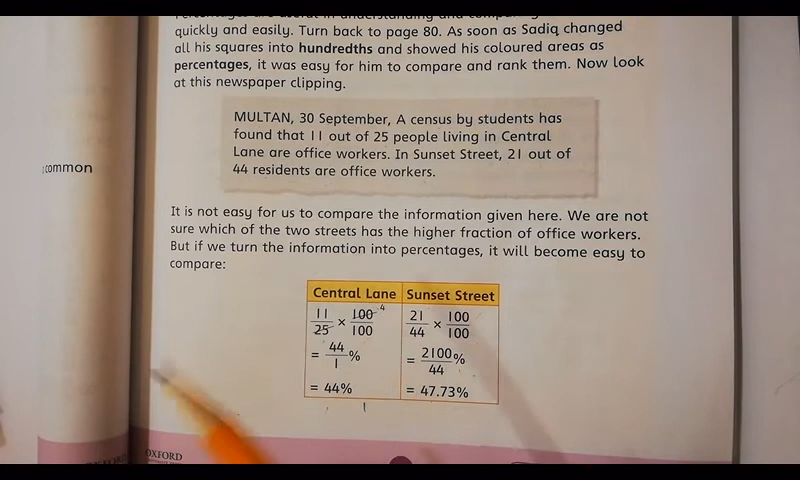 Percentages are useful in understanding and
quickly and easily. Turn back to page 80. As soon as Sadiq changed
all his squares into hundredths and showed his coloured areas as
percentages, it was easy for him to compare and rank them. Now look
at this newspaper clipping.
MULTAN, 30 September, A census by students has
found that 11 out of 25 people living in Central
Lane are office workers. In Sunset Street, 21 out of
44 residents are office workers.
common
It is not easy for us to compare the information given here. We are not
sure which of the two streets has the higher fraction of office workers.
But if we turn the information into percentages, it will become easy to
compare:
Central Lane Sunset Street
11/25 × 100/100 4 21/44 × 100/100
= 44/1 % = 2100/44 %
= 44% = 47.73%
OXFORD